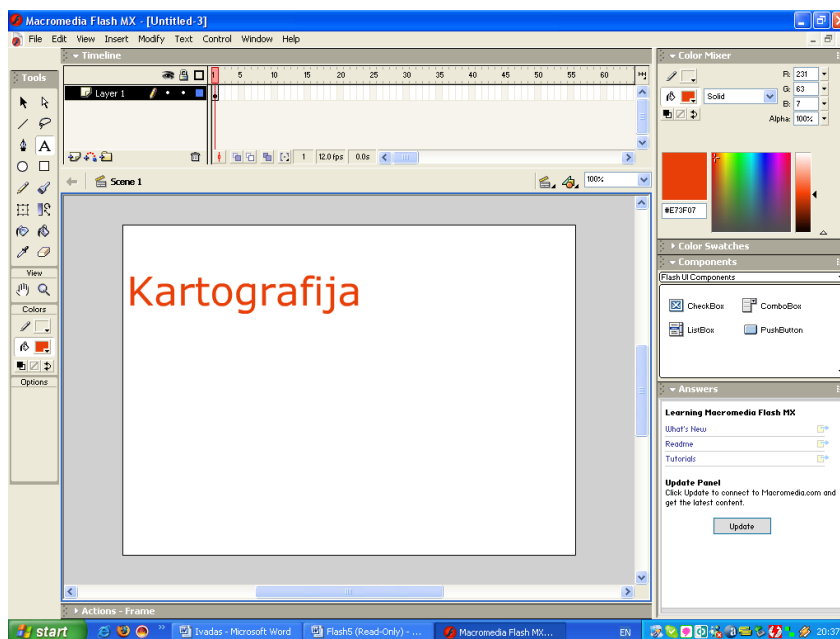 Macromedia Flash MX - [Untitled-3]
File Edit View Insert Modify Text Control Window Help
Timeline
1 5 10 15 20 25 30 35 40 45 50 55 60
Layer 1
1 12.0 fps 0.0s
Scene 1 100%
Tools
View
Colors
Options
Kartografija
Actions - Frame
Color Mixer
R: 231
Solid G: 63
B: 7
Alpha: 100%
#E73F07
Color Swatches
Components
Flash UI Components
CheckBox ComboBox
ListBox PushButton
Answers
Learning Macromedia Flash MX
What's New
Readme
Tutorials
Update Panel
Click Update to connect to Macromedia.com and
get the latest content.
Update
start Ivadas - Microsoft Word Flash5 (Read-Only) - ... Macromedia Flash MX... EN